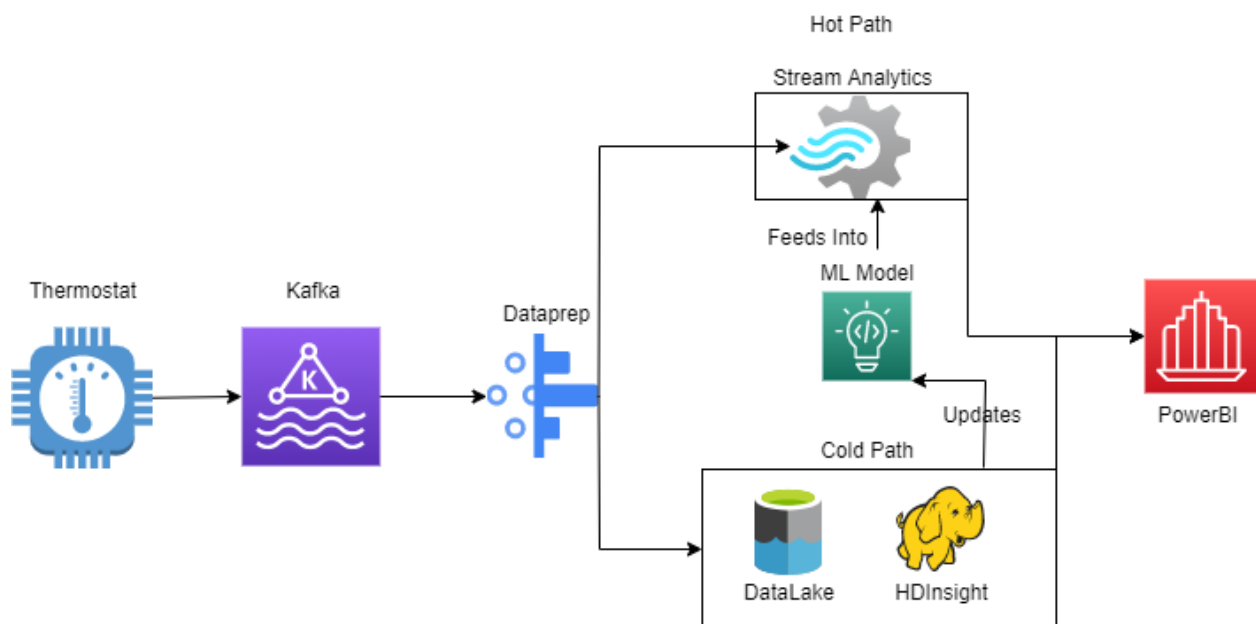 Hot Path
Stream Analytics
Feeds Into
ML Model
Thermostat
Kafka
K
Dataprep
Updates
PowerBI
Cold Path
DataLake
HDInsight